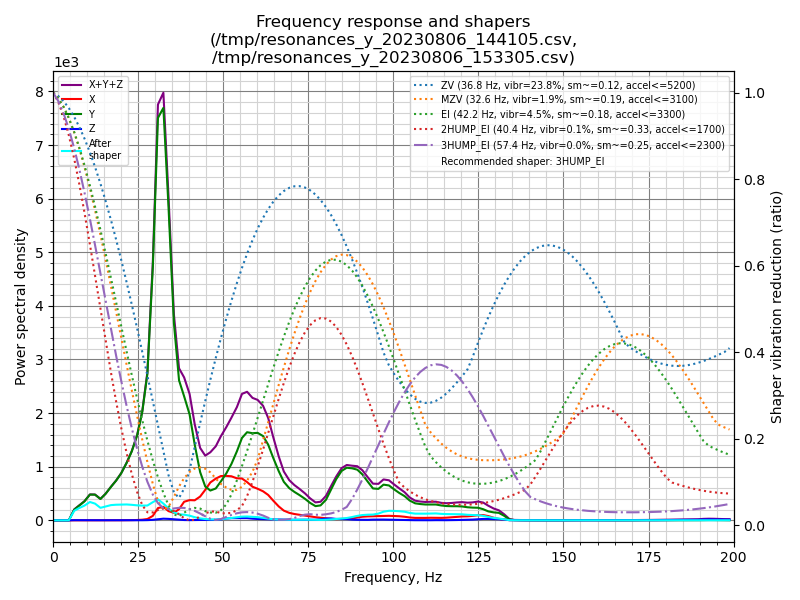 Frequency response and shapers
(/tmp/resonances_y_20230806_144105.csv,
/tmp/resonances_y_20230806_153305.csv)
1e3
X+Y+Z
X
Y
Z
After
shaper
ZV (36.8 Hz, vibr=23.8%, sm~=0.12, accel<=5200)
MZV (32.6 Hz, vibr=1.9%, sm~=0.19, accel<=3100)
EI (42.2 Hz, vibr=4.5%, sm~=0.18, accel<=3300)
2HUMP_EI (40.4 Hz, vibr=0.1%, sm~=0.33, accel<=1700)
3HUMP_EI (57.4 Hz, vibr=0.0%, sm~=0.25, accel<=2300)
Recommended shaper: 3HUMP_EI
Power spectral density
8
7
6
5
4
3
2
1
0
1.0
0.8
0.6
0.4
0.2
0.0
Shaper vibration reduction (ratio)
0 25 50 75 100 125 150 175 200
Frequency, Hz